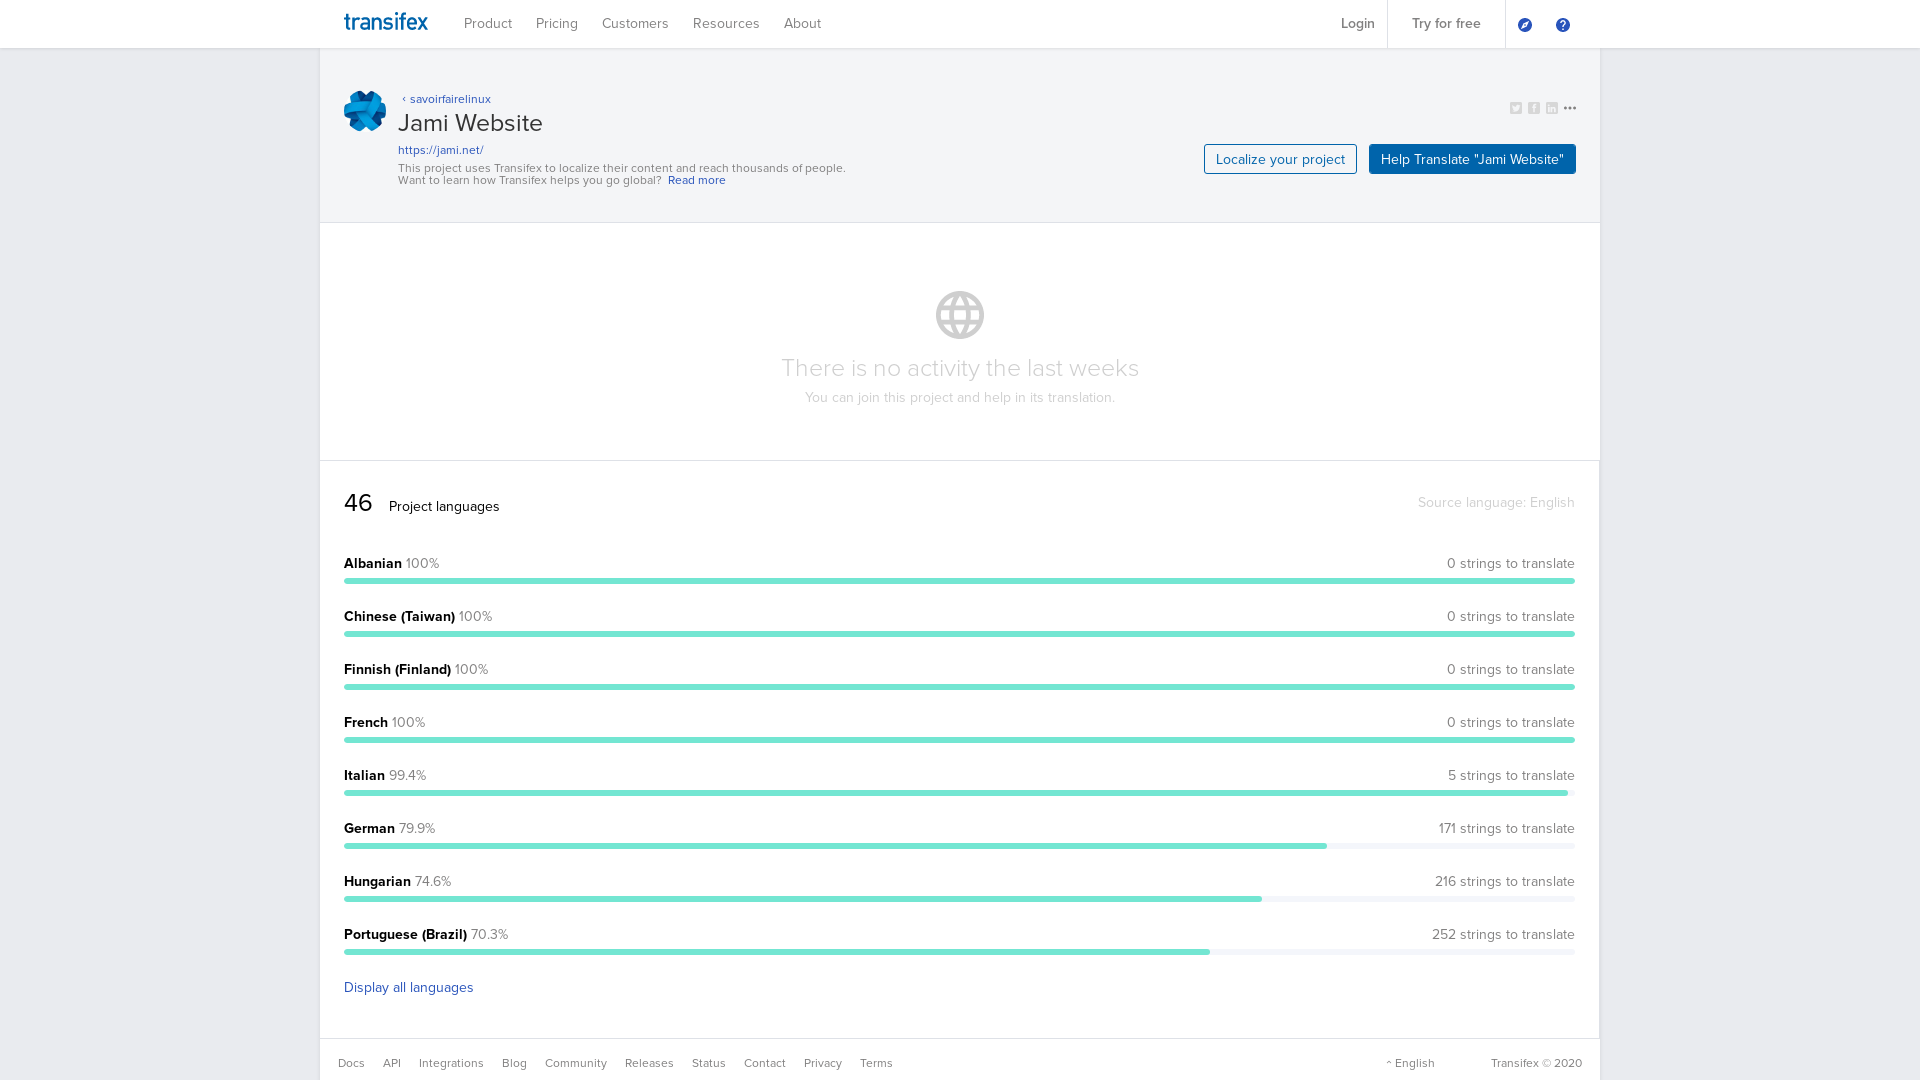 transifex Product Pricing Customers Resources About Login Try for free
‹ savoirfairelinux
Jami Website
https://jami.net/
This project uses Transifex to localize their content and reach thousands of people.
Want to learn how Transifex helps you go global? Read more
Localize your project Help Translate "Jami Website"
There is no activity the last weeks
You can join this project and help in its translation.
46 Project languages Source language: English
Albanian 100% 0 strings to translate
Chinese (Taiwan) 100% 0 strings to translate
Finnish (Finland) 100% 0 strings to translate
French 100% 0 strings to translate
Italian 99.4% 5 strings to translate
German 79.9% 171 strings to translate
Hungarian 74.6% 216 strings to translate
Portuguese (Brazil) 70.3% 252 strings to translate
Display all languages
Docs API Integrations Blog Community Releases Status Contact Privacy Terms English Transifex © 2020